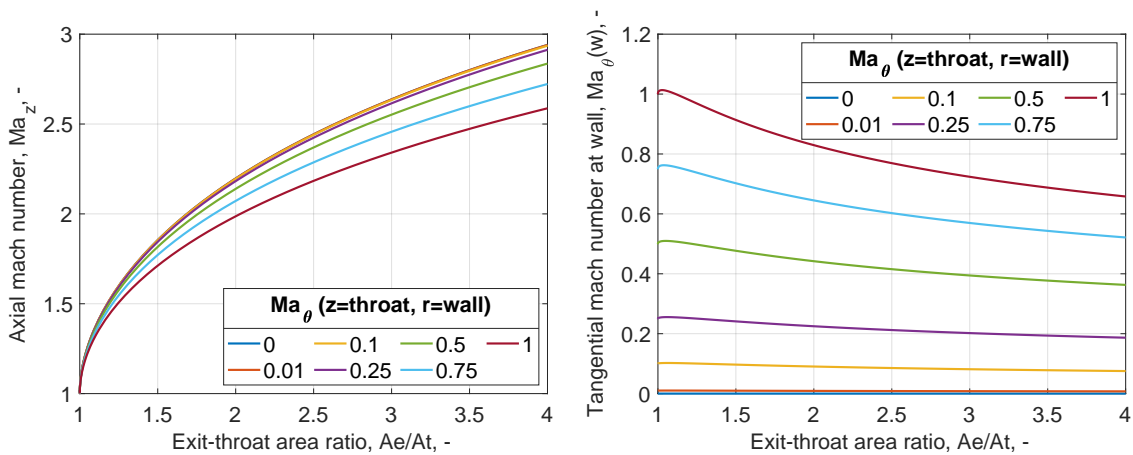 Axial mach number, Ma_z, -
3
2.5
2
1.5
1
Ma_θ (z=throat, r=wall)
0 0.1 0.5 1
0.01 0.25 0.75
1 1.5 2 2.5 3 3.5 4
Exit-throat area ratio, Ae/At, -
Tangential mach number at wall, Ma_θ(w), -
1.2
1
0.8
0.6
0.4
0.2
0
Ma_θ (z=throat, r=wall)
0 0.1 0.5 1
0.01 0.25 0.75
1 1.5 2 2.5 3 3.5 4
Exit-throat area ratio, Ae/At, -